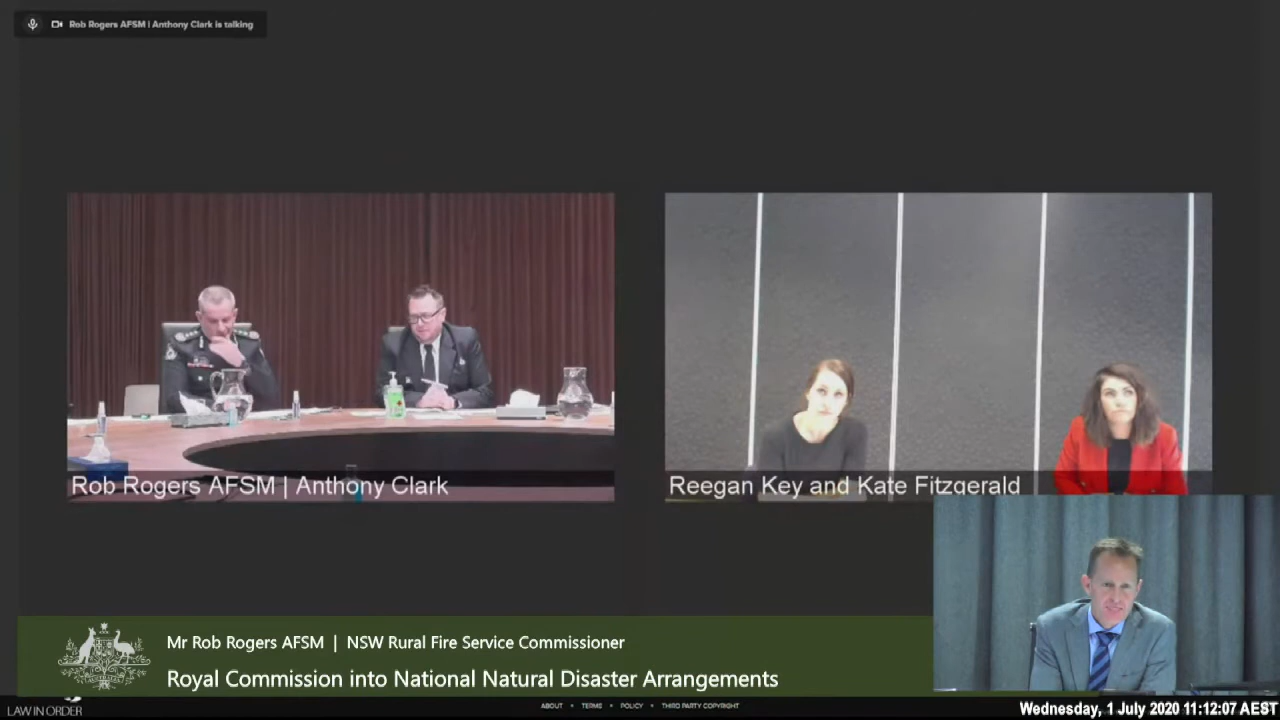 Rob Rogers AFSM | Anthony Clark is talking
Rob Rogers AFSM | Anthony Clark
Reegan Key and Kate Fitzgerald
Mr Rob Rogers AFSM | NSW Rural Fire Service Commissioner
Royal Commission into National Natural Disaster Arrangements
LAW IN ORDER
ABOUT • TERMS • POLICY • THIRD PARTY COPYRIGHT
Wednesday, 1 July 2020 11:12:07 AEST